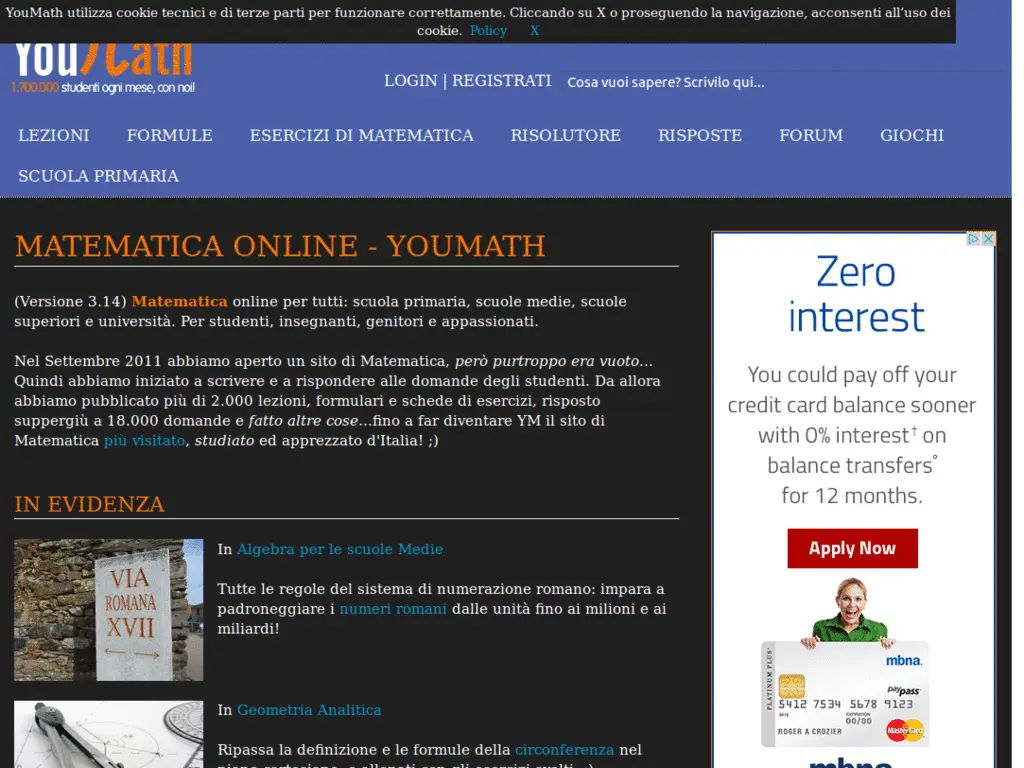 YouMath utilizza cookie tecnici e di terze parti per funzionare correttamente. Cliccando su X o proseguendo la navigazione, acconsenti all’uso dei
cookie. Policy X
YouMath
1.700.000 studenti ogni mese, con noi!
LOGIN | REGISTRATI
Cosa vuoi sapere? Scrivilo qui...
LEZIONI FORMULE ESERCIZI DI MATEMATICA RISOLUTORE RISPOSTE FORUM GIOCHI
SCUOLA PRIMARIA
MATEMATICA ONLINE - YOUMATH
(Versione 3.14) Matematica online per tutti: scuola primaria, scuole medie, scuole
superiori e università. Per studenti, insegnanti, genitori e appassionati.
Nel Settembre 2011 abbiamo aperto un sito di Matematica, però purtroppo era vuoto...
Quindi abbiamo iniziato a scrivere e a rispondere alle domande degli studenti. Da allora
abbiamo pubblicato più di 2.000 lezioni, formulari e schede di esercizi, risposto
suppergiù a 18.000 domande e fatto altre cose...fino a far diventare YM il sito di
Matematica più visitato, studiato ed apprezzato d'Italia! ;)
IN EVIDENZA
VIA
ROMANA
XVII
In Algebra per le scuole Medie
Tutte le regole del sistema di numerazione romano: impara a
padroneggiare i numeri romani dalle unità fino ai milioni e ai
miliardi!
In Geometria Analitica
Ripassa la definizione e le formule della circonferenza nel
piano cartesiano, e allenati con gli esercizi svolti :)
Zero
interest
You could pay off your
credit card balance sooner
with 0% interest† on
balance transfers°
for 12 months.
Apply Now
PLATINUM PLUS
mbna.
paypass
5412 7534 5678 9123
EXPIRATION
00/00
ROGER A CROZIER
MasterCard
mbna